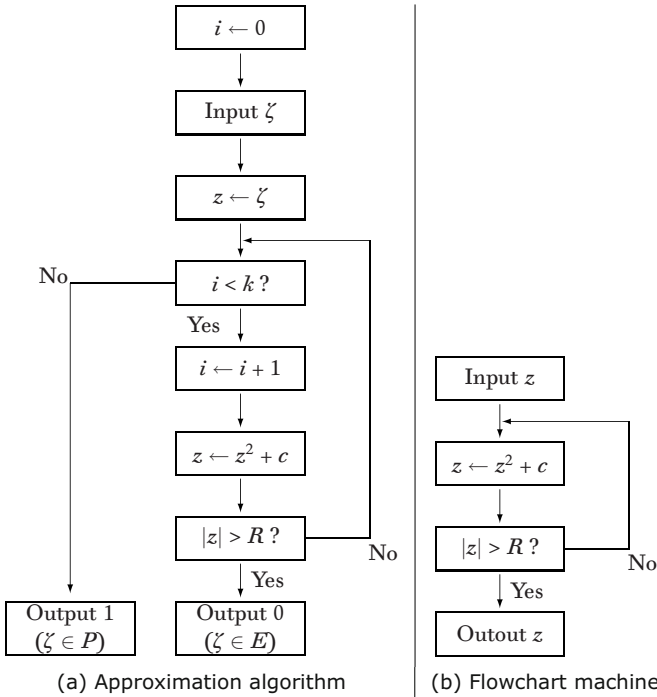 i ← 0
Input ζ
z ← ζ
No
i < k ?
Yes
i ← i + 1
z ← z² + c
|z| > R ?
No
Yes
Output 1
(ζ ∈ P)
Output 0
(ζ ∈ E)
(a) Approximation algorithm
Input z
z ← z² + c
|z| > R ?
No
Yes
Outout z
(b) Flowchart machine